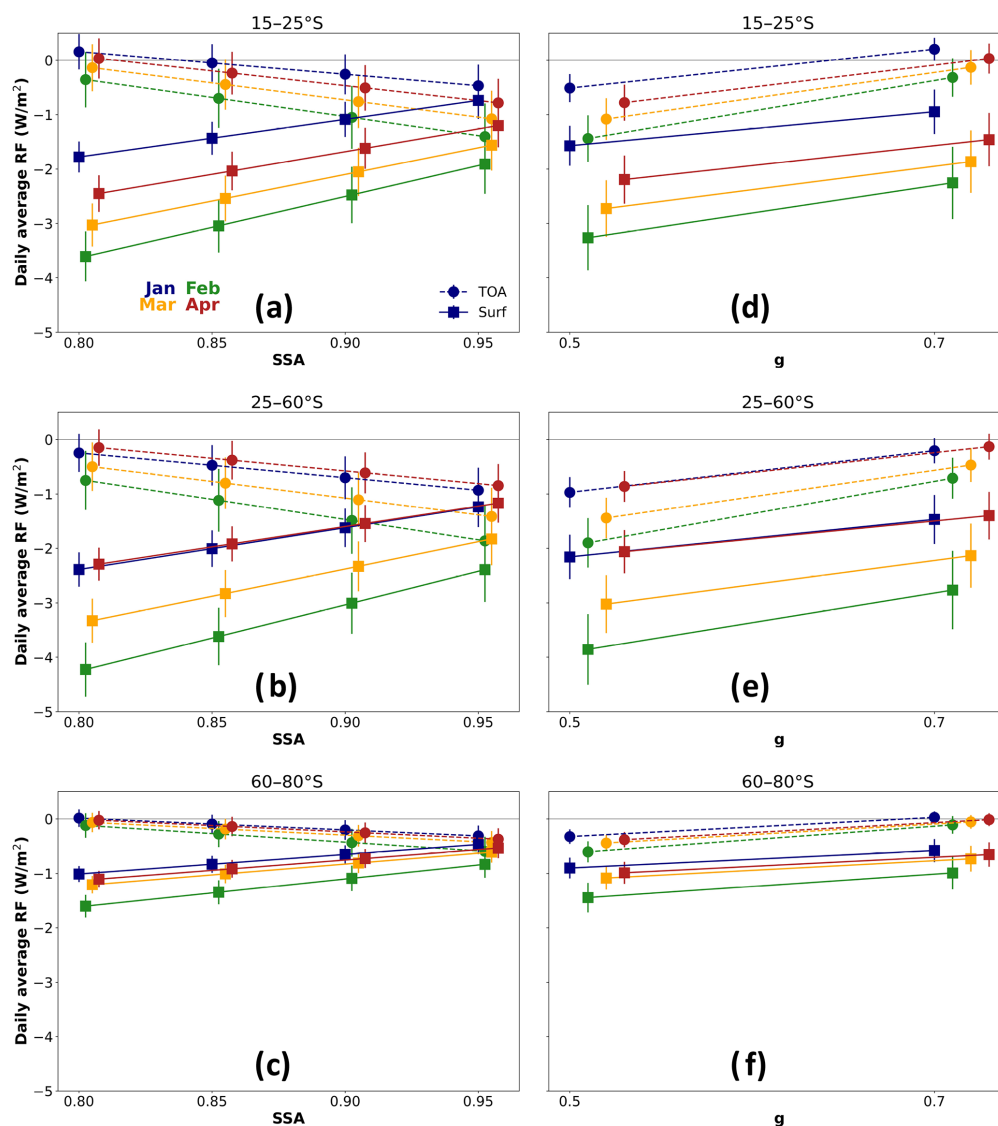 15–25°S
Daily average RF (W/m²)
0
−1
−2
−3
−4
−5
Jan Feb
Mar Apr
(a)
TOA
Surf
0.80 0.85 0.90 0.95
SSA
15–25°S
(d)
0.5 0.7
g
25–60°S
Daily average RF (W/m²)
0
−1
−2
−3
−4
−5
(b)
0.80 0.85 0.90 0.95
SSA
25–60°S
(e)
0.5 0.7
g
60–80°S
Daily average RF (W/m²)
0
−1
−2
−3
−4
−5
(c)
0.80 0.85 0.90 0.95
SSA
60–80°S
(f)
0.5 0.7
g